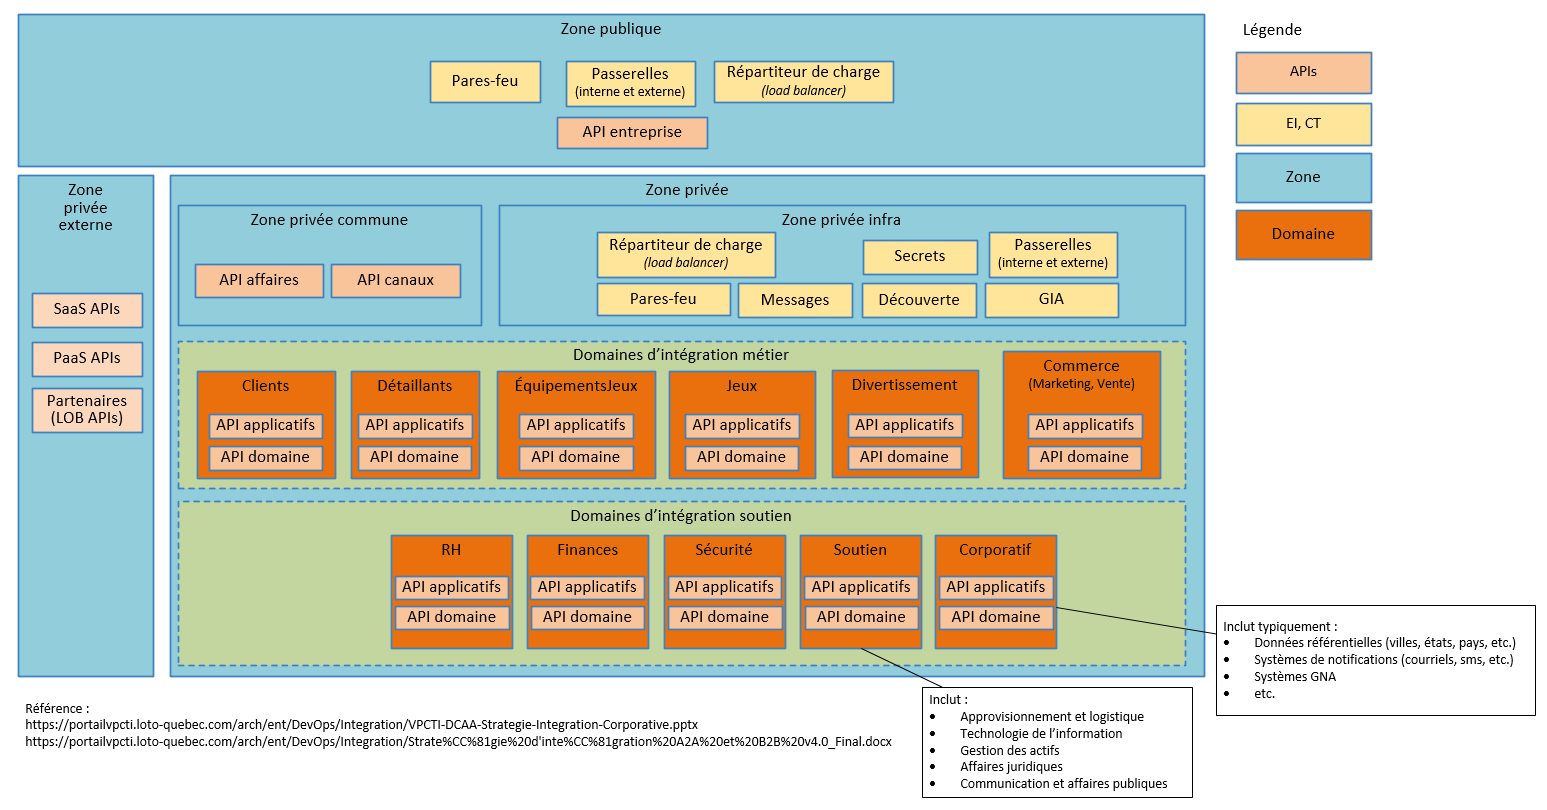 Zone publique
Pares-feu
Passerelles
(interne et externe)
Répartiteur de charge
(load balancer)
API entreprise
Légende
APIs
EI, CT
Zone
Domaine
Zone
privée
externe
SaaS APIs
PaaS APIs
Partenaires
(LOB APIs)
Zone privée
Zone privée commune
API affaires
API canaux
Zone privée infra
Répartiteur de charge
(load balancer)
Secrets
Passerelles
(interne et externe)
Pares-feu
Messages
Découverte
GIA
Domaines d’intégration métier
Clients
API applicatifs
API domaine
Détaillants
API applicatifs
API domaine
ÉquipementsJeux
API applicatifs
API domaine
Jeux
API applicatifs
API domaine
Divertissement
API applicatifs
API domaine
Commerce
(Marketing, Vente)
API applicatifs
API domaine
Domaines d’intégration soutien
RH
API applicatifs
API domaine
Finances
API applicatifs
API domaine
Sécurité
API applicatifs
API domaine
Soutien
API applicatifs
API domaine
Corporatif
API applicatifs
API domaine
Inclut typiquement :
• Données référentielles (villes, états, pays, etc.)
• Systèmes de notifications (courriels, sms, etc.)
• Systèmes GNA
• etc.
Inclut :
• Approvisionnement et logistique
• Technologie de l’information
• Gestion des actifs
• Affaires juridiques
• Communication et affaires publiques
Référence :
https://portailvpcti.loto-quebec.com/arch/ent/DevOps/Integration/VPCTI-DCAA-Strategie-Integration-Corporative.pptx
https://portailvpcti.loto-quebec.com/arch/ent/DevOps/Integration/Strate%CC%81gie%20d'inte%CC%81gration%20A2A%20et%20B2B%20v4.0_Final.docx